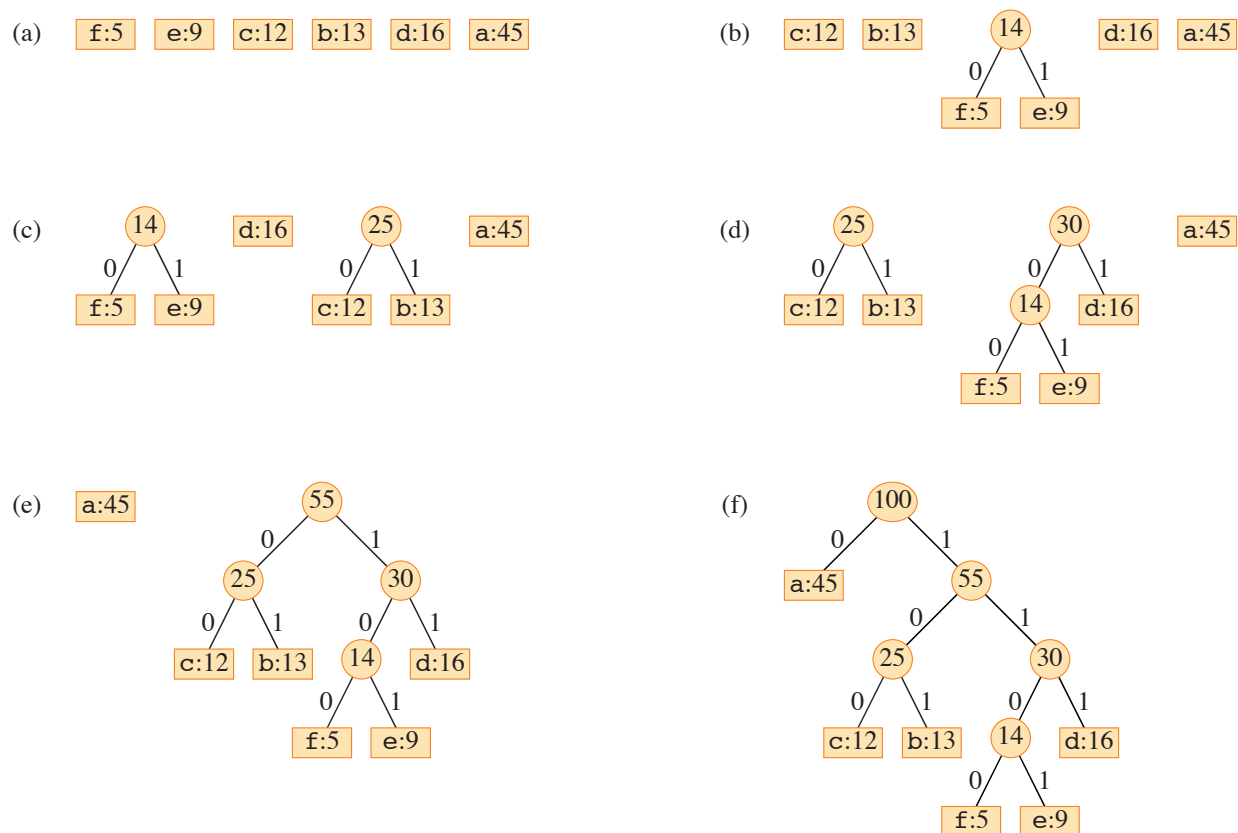 (a) f:5 e:9 c:12 b:13 d:16 a:45
(b) c:12 b:13 14 d:16 a:45
0 1
f:5 e:9
(c) 14 d:16 25 a:45
0 1 0 1
f:5 e:9 c:12 b:13
(d) 25 30 a:45
0 1 0 1
c:12 b:13 14 d:16
0 1
f:5 e:9
(e) a:45 55
0 1
25 30
0 1 0 1
c:12 b:13 14 d:16
0 1
f:5 e:9
(f) 100
0 1
a:45 55
0 1
25 30
0 1 0 1
c:12 b:13 14 d:16
0 1
f:5 e:9